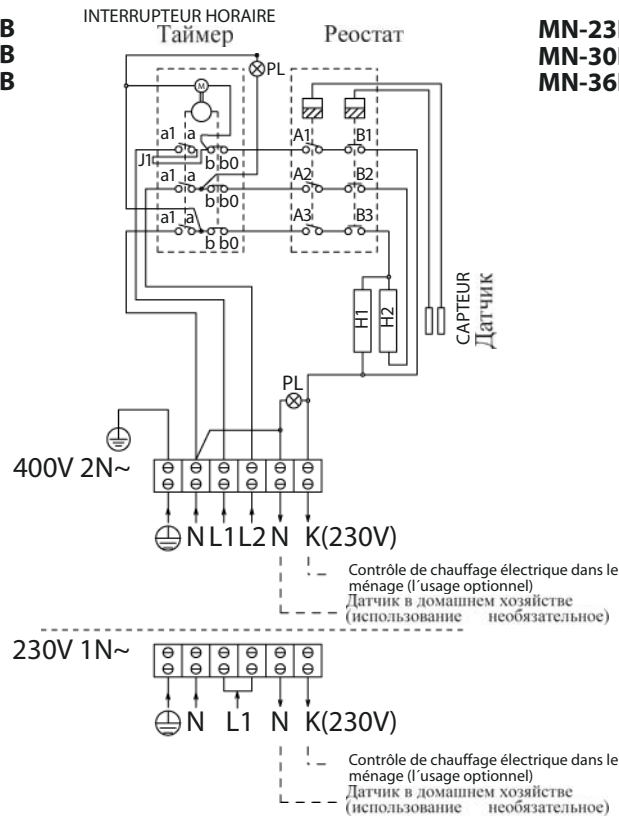 INTERRUPTEUR HORAIRE
Таймер
Реостат
B
B
B
MN-23
MN-30
MN-36
PL
M
a1 a
A1
B1
J1
b b0
a1 a
A2
B2
b b0
a1 a
A3
B3
b b0
H1
H2
CAPTEUR
Датчик
PL
400V 2N~
N L1 L2 N K(230V)
Contrôle de chauffage électrique dans le
ménage (l´usage optionnel)
Датчик в домашнем хозяйстве
(использование необязательное)
230V 1N~
N L1 N K(230V)
Contrôle de chauffage électrique dans le
ménage (l´usage optionnel)
Датчик в домашнем хозяйстве
(использование необязательное)